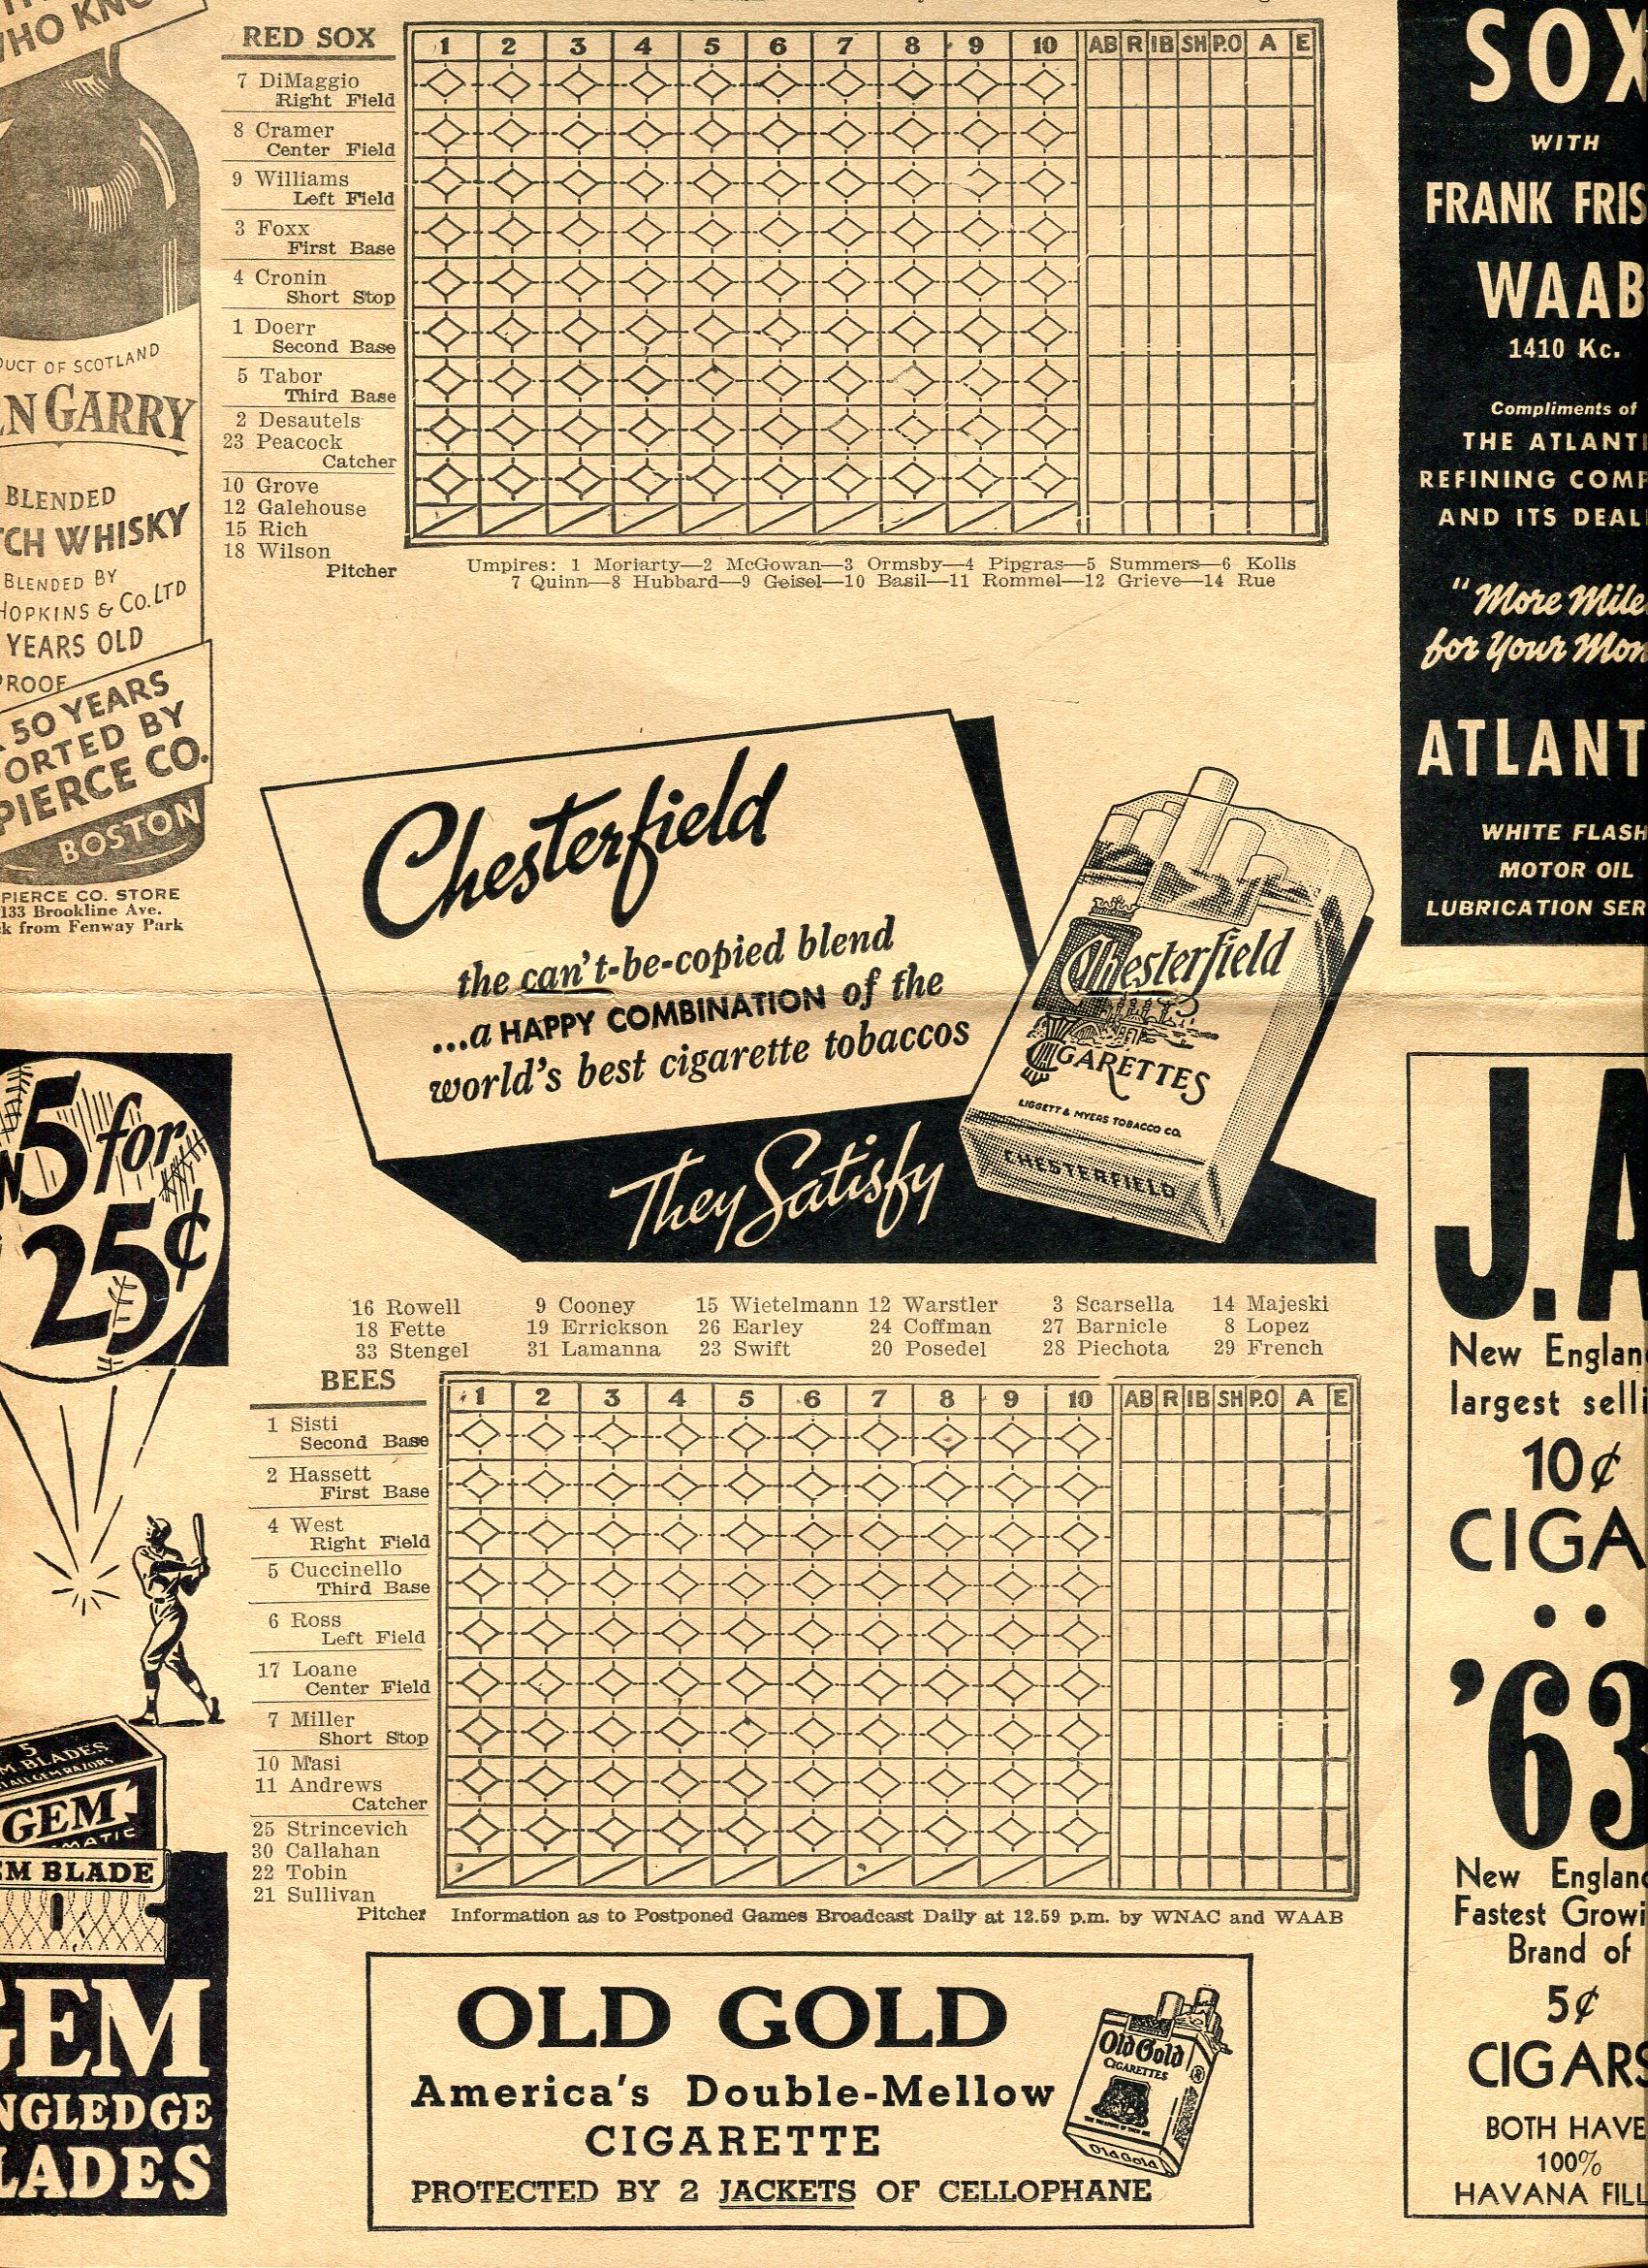 WHO
RED SOX
1 2 3 4 5 6 7 8 9 10 AB R IB SH P.O A E
7 DiMaggio
Right Field
8 Cramer
Center Field
9 Williams
Left Field
3 Foxx
First Base
4 Cronin
Short Stop
1 Doerr
Second Base
5 Tabor
Third Base
2 Desautels
23 Peacock
Catcher
10 Grove
12 Galehouse
15 Rich
18 Wilson
Pitcher
Umpires: 1 Moriarty—2 McGowan—3 Ormsby—4 Pipgras—5 Summers—6 Kolls
7 Quinn—8 Hubbard—9 Geisel—10 Basil—11 Rommel—12 Grieve—14 Rue
OF SCOTLAND
GARRY
BLENDED
WHISKY
BLENDED BY
HOPKINS & CO. LTD
YEARS OLD
PROOF
50 YEARS
BY
PIERCE CO.
BOSTON
PIERCE CO. STORE
133 Brookline Ave.
from Fenway Park
SOX
WITH
FRANK FRIS
WAAB
1410 Kc.
Compliments of
THE ATLANTI
REFINING COMP
AND ITS DEAL
"More Mile
for Your Mon
ATLANT
WHITE FLASH
MOTOR OIL
LUBRICATION SER
Chesterfield
the can't-be-copied blend
...a HAPPY COMBINATION of the
world's best cigarette tobaccos
They Satisfy
Chesterfield
CIGARETTES
LIGGETT & MYERS TOBACCO CO.
CHESTERFIELD
5 for
25¢
16 Rowell 9 Cooney 15 Wietelmann 12 Warstler 3 Scarsella 14 Majeski
18 Fette 19 Errickson 26 Earley 24 Coffman 27 Barnicle 8 Lopez
33 Stengel 31 Lamanna 23 Swift 20 Posedel 28 Piechota 29 French
BEES
1 2 3 4 5 6 7 8 9 10 AB R IB SH P.O A E
1 Sisti
Second Base
2 Hassett
First Base
4 West
Right Field
5 Cuccinello
Third Base
6 Ross
Left Field
17 Loane
Center Field
7 Miller
Short Stop
10 Masi
11 Andrews
Catcher
25 Strincevich
30 Callahan
22 Tobin
21 Sullivan
Pitcher
Information as to Postponed Games Broadcast Daily at 12.59 p.m. by WNAC and WAAB
5
BLADES
GEM RAZORS
GEM
MATIC
EM BLADE
GEM
NGLEDGE
LADES
J.A
New Englan
largest selli
10¢
CIGA
'63
New England
Fastest Growi
Brand of
5¢
CIGARS
BOTH HAVE
100%
HAVANA FILL
OLD GOLD
America's Double-Mellow
CIGARETTE
PROTECTED BY 2 JACKETS OF CELLOPHANE
Old Gold
CIGARETTES
Old Gold